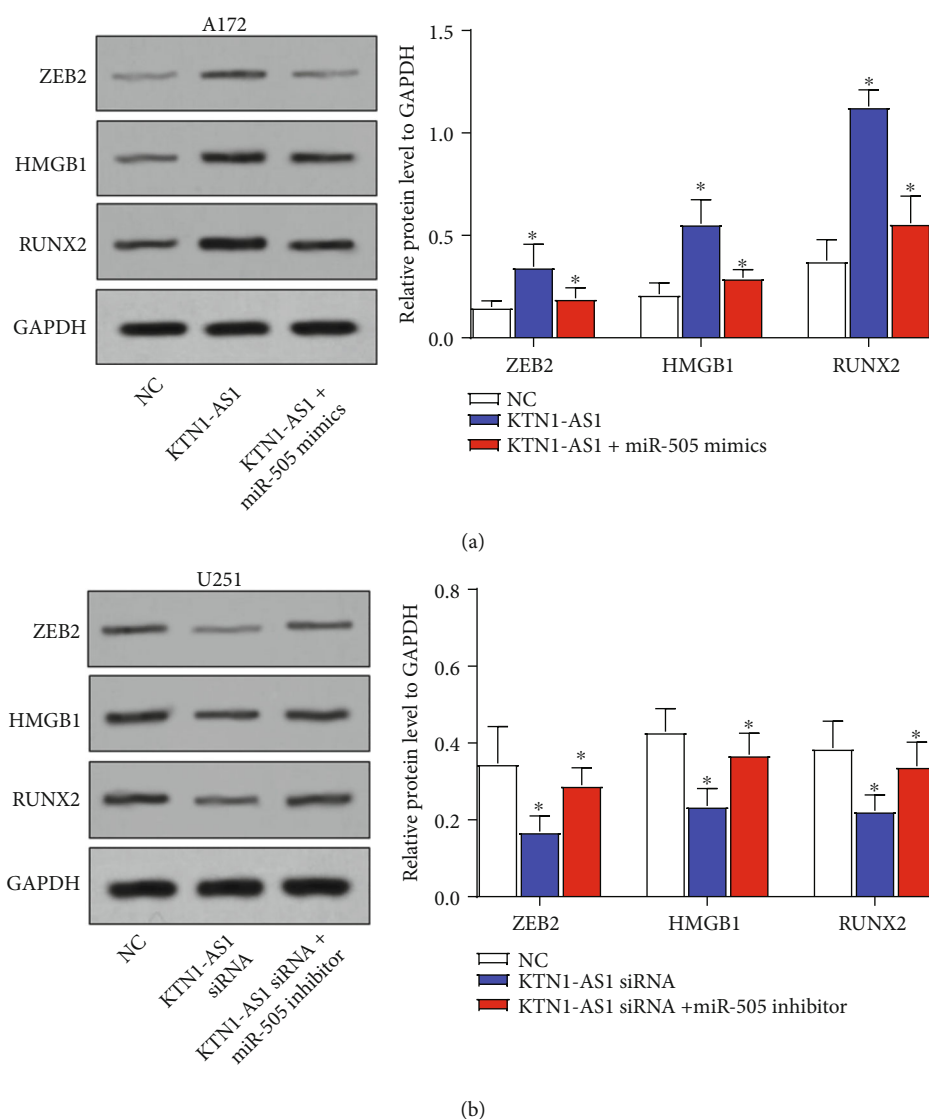 A172
ZEB2
HMGB1
RUNX2
GAPDH
NC
KTN1-AS1
KTN1-AS1 +
miR-505 mimics
Relative protein level to GAPDH
1.5
1.0
0.5
0.0
*
*
*
*
*
*
ZEB2
HMGB1
RUNX2
NC
KTN1-AS1
KTN1-AS1 + miR-505 mimics
(a)
U251
ZEB2
HMGB1
RUNX2
GAPDH
NC
KTN1-AS1
siRNA
KTN1-AS1 siRNA +
miR-505 inhibitor
Relative protein level to GAPDH
0.8
0.6
0.4
0.2
0.0
*
*
*
*
*
*
ZEB2
HMGB1
RUNX2
NC
KTN1-AS1 siRNA
KTN1-AS1 siRNA +miR-505 inhibitor
(b)